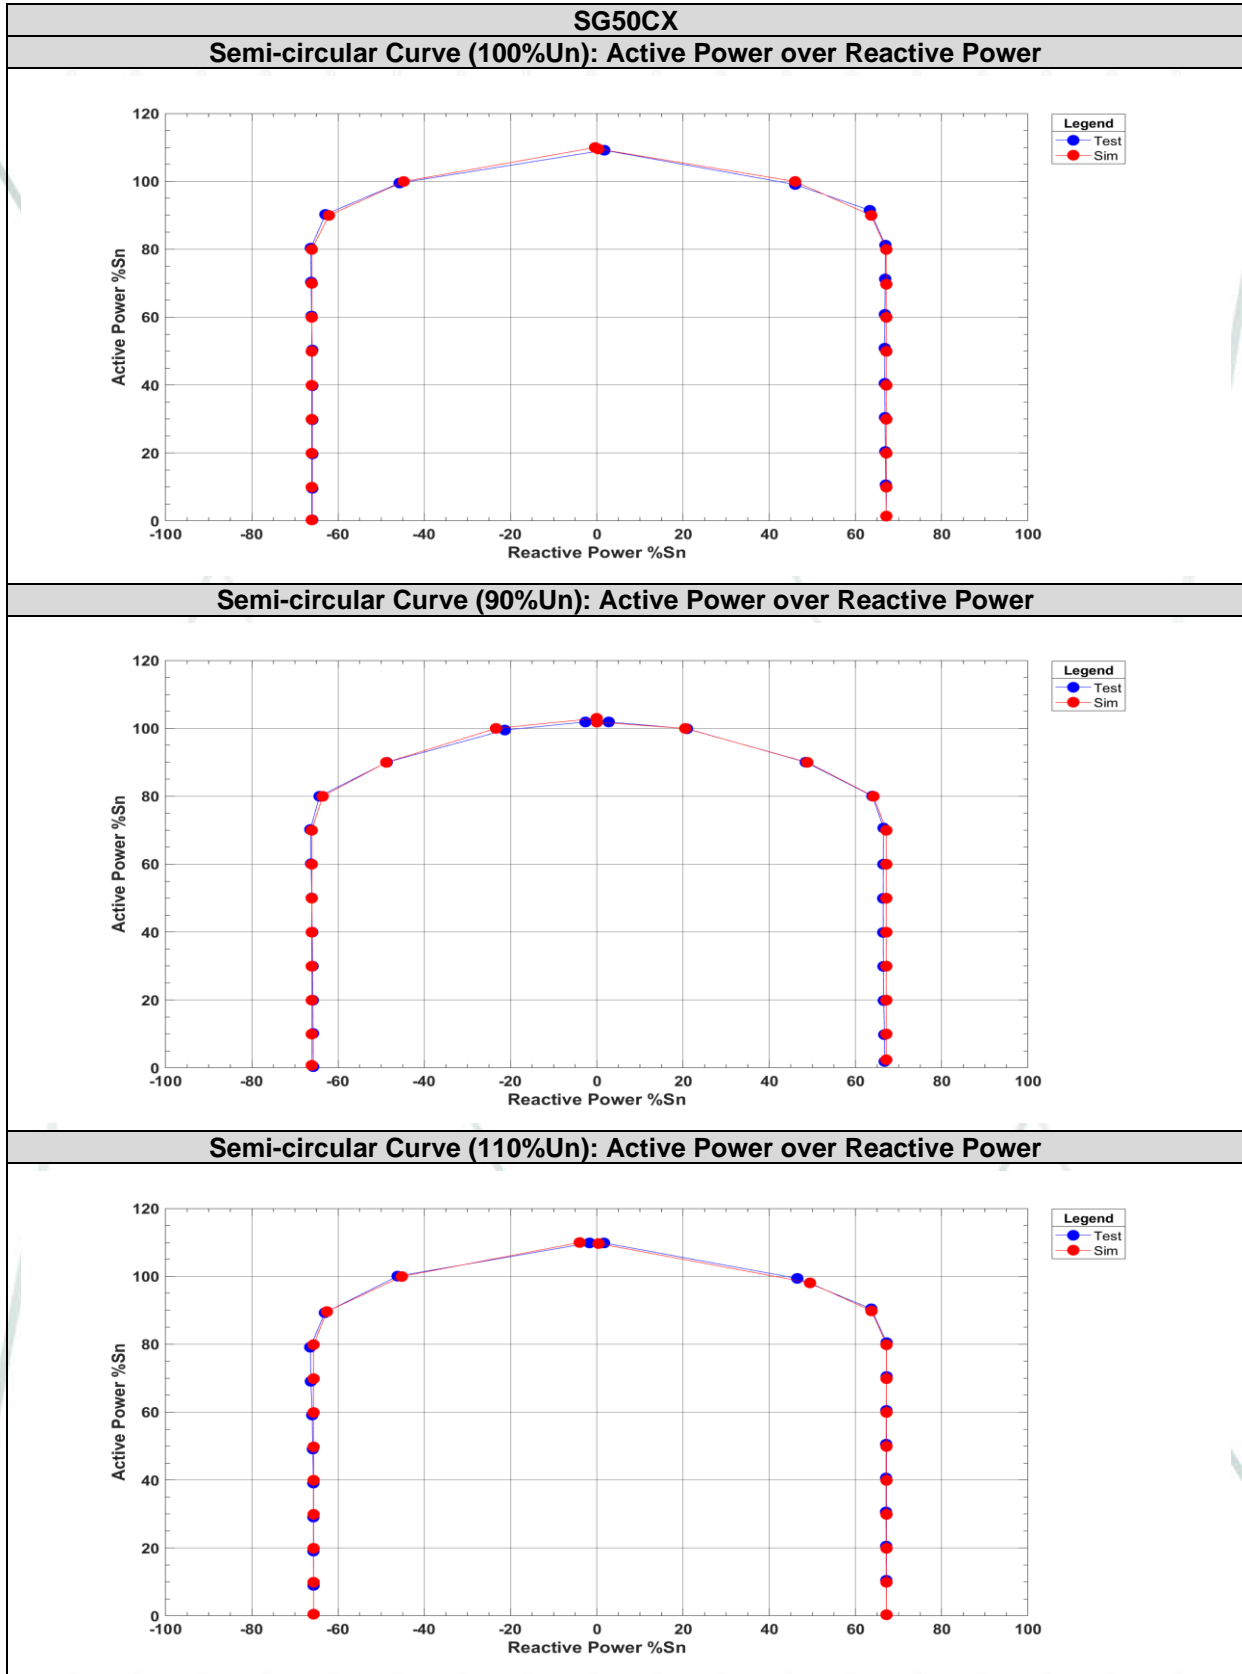 SG50CX
Semi-circular Curve (100%Un): Active Power over Reactive Power
120
100
80
60
40
20
0
Active Power %Sn
-100 -80 -60 -40 -20 0 20 40 60 80 100
Reactive Power %Sn
Legend
Test
Sim
Semi-circular Curve (90%Un): Active Power over Reactive Power
120
100
80
60
40
20
0
Active Power %Sn
-100 -80 -60 -40 -20 0 20 40 60 80 100
Reactive Power %Sn
Legend
Test
Sim
Semi-circular Curve (110%Un): Active Power over Reactive Power
120
100
80
60
40
20
0
Active Power %Sn
-100 -80 -60 -40 -20 0 20 40 60 80 100
Reactive Power %Sn
Legend
Test
Sim